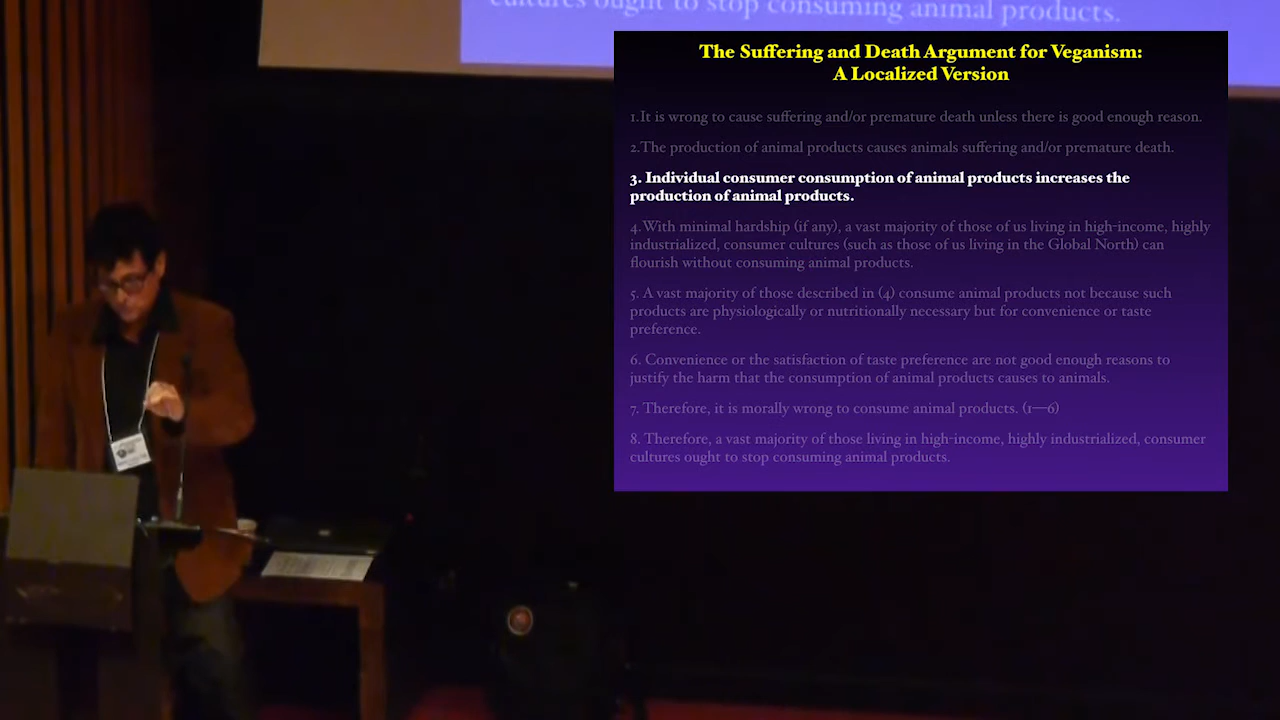 cultures ought to stop consuming animal products.
The Suffering and Death Argument for Veganism:
A Localized Version
1.It is wrong to cause suffering and/or premature death unless there is good enough reason.
2.The production of animal products causes animals suffering and/or premature death.
3. Individual consumer consumption of animal products increases the
production of animal products.
4.With minimal hardship (if any), a vast majority of those of us living in high-income, highly
industrialized, consumer cultures (such as those of us living in the Global North) can
flourish without consuming animal products.
5. A vast majority of those described in (4) consume animal products not because such
products are physiologically or nutritionally necessary but for convenience or taste
preference.
6. Convenience or the satisfaction of taste preference are not good enough reasons to
justify the harm that the consumption of animal products causes to animals.
7. Therefore, it is morally wrong to consume animal products. (1—6)
8. Therefore, a vast majority of those living in high-income, highly industrialized, consumer
cultures ought to stop consuming animal products.